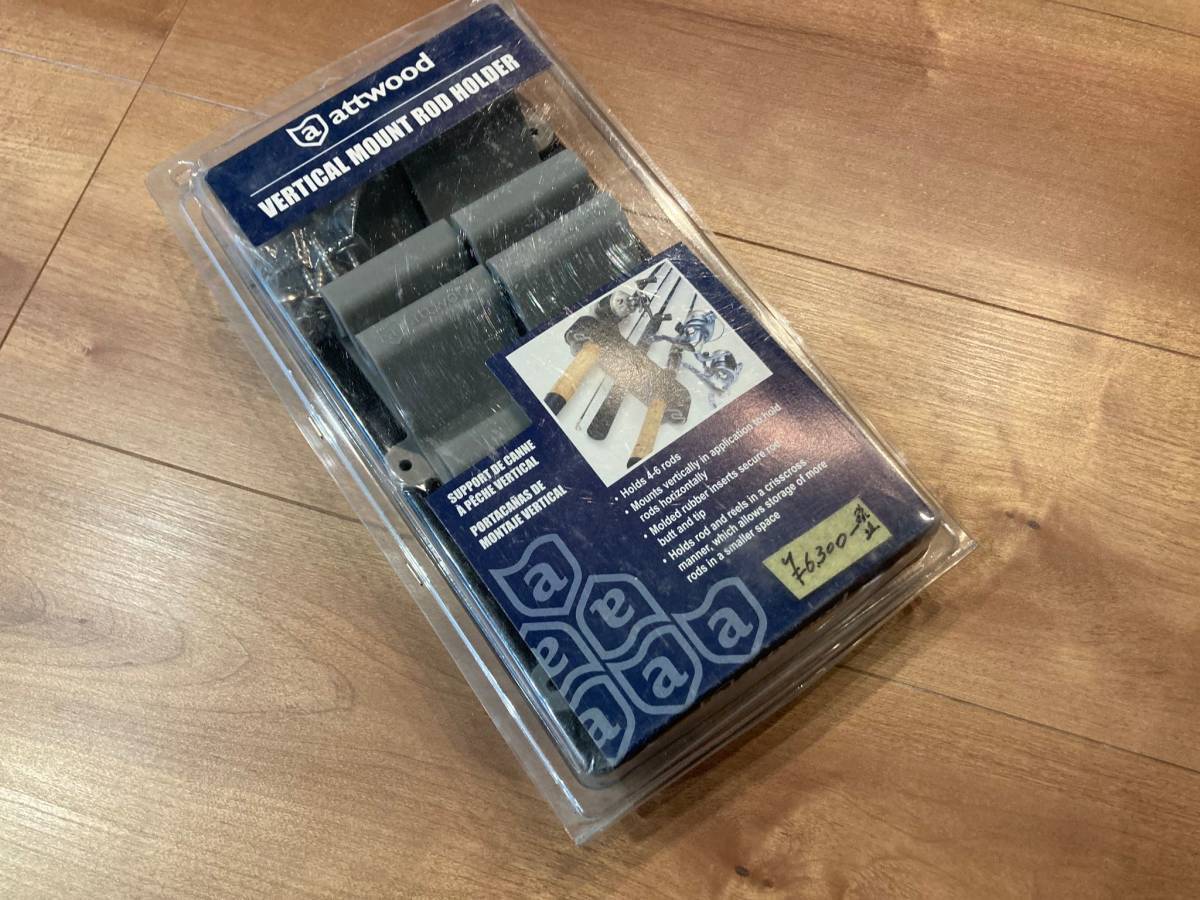 attwood
VERTICAL MOUNT ROD HOLDER
SUPPORT DE CANNE
À PÊCHE VERTICAL
PORTACAÑAS DE
MONTAJE VERTICAL
• Holds 4-6 rods
• Mounts vertically in application to hold
rods horizontally
• Molded rubber inserts secure rod
butt and tip
• Holds rod and reels in a crisscross
manner, which allows storage of more
rods in a smaller space
¥6,300